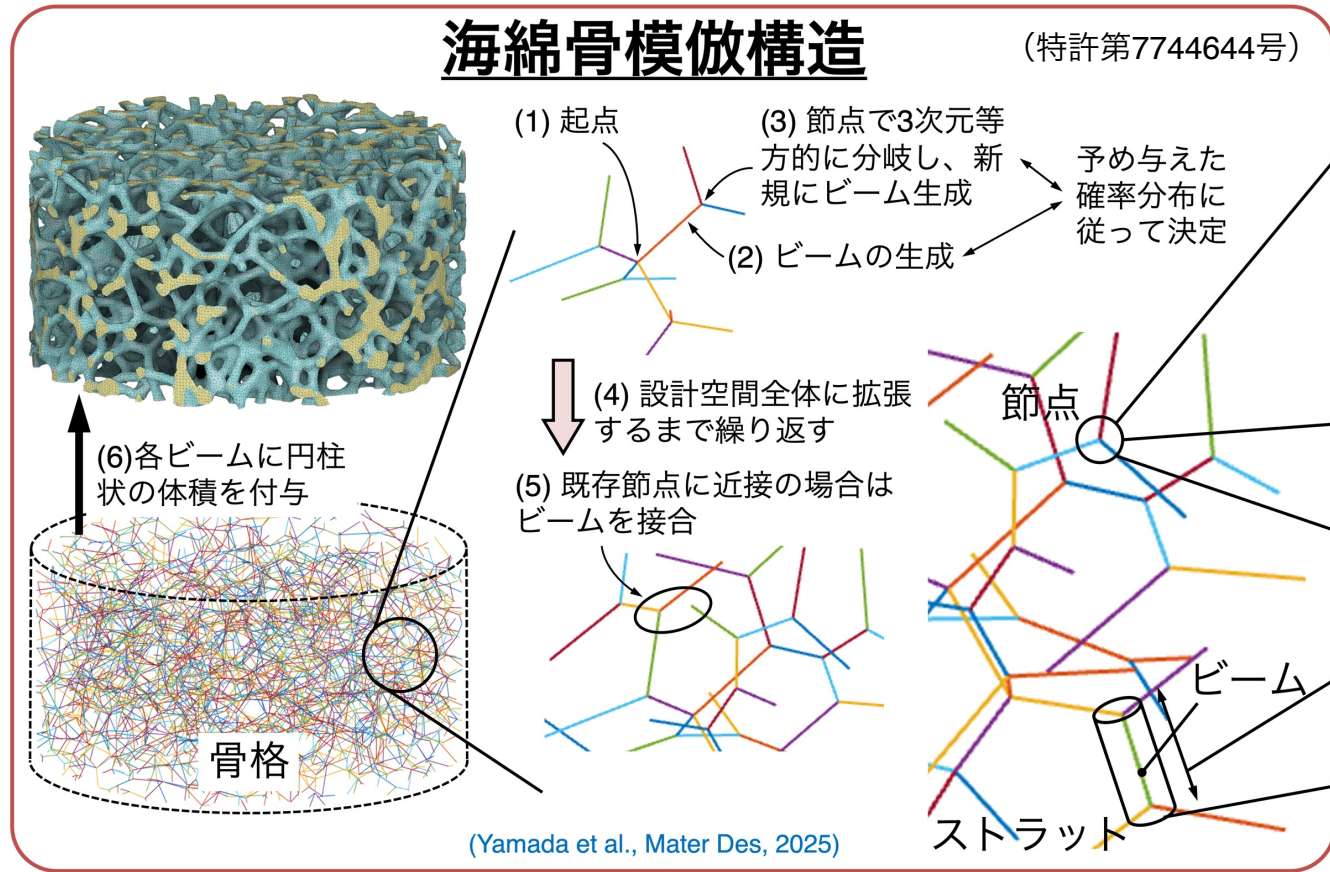 海綿骨模倣構造
（特許第7744644号）
(1) 起点
(3) 節点で3次元等
方的に分岐し、新
規にビーム生成
予め与えた
確率分布に
従って決定
(2) ビームの生成
(4) 設計空間全体に拡張
するまで繰り返す
(5) 既存節点に近接の場合は
ビームを接合
(6)各ビームに円柱
状の体積を付与
骨格
節点
ビーム
ストラット
(Yamada et al., Mater Des, 2025)